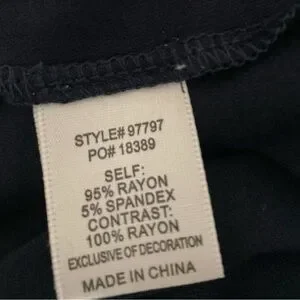 STYLE# 97797
PO# 18389
SELF:
95% RAYON
5% SPANDEX
CONTRAST:
100% RAYON
EXCLUSIVE OF DECORATION
MADE IN CHINA